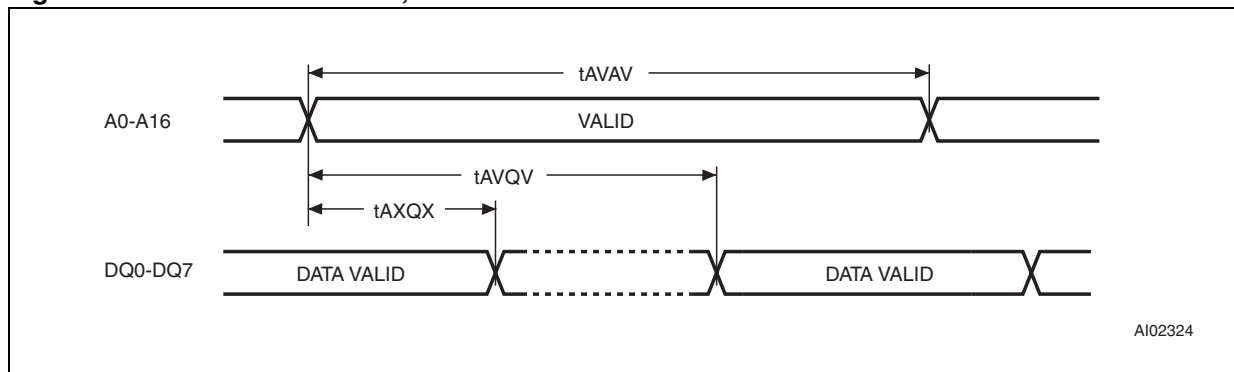 tAVAV
A0-A16
VALID
tAVQV
tAXQX
DQ0-DQ7
DATA VALID
DATA VALID
AI02324